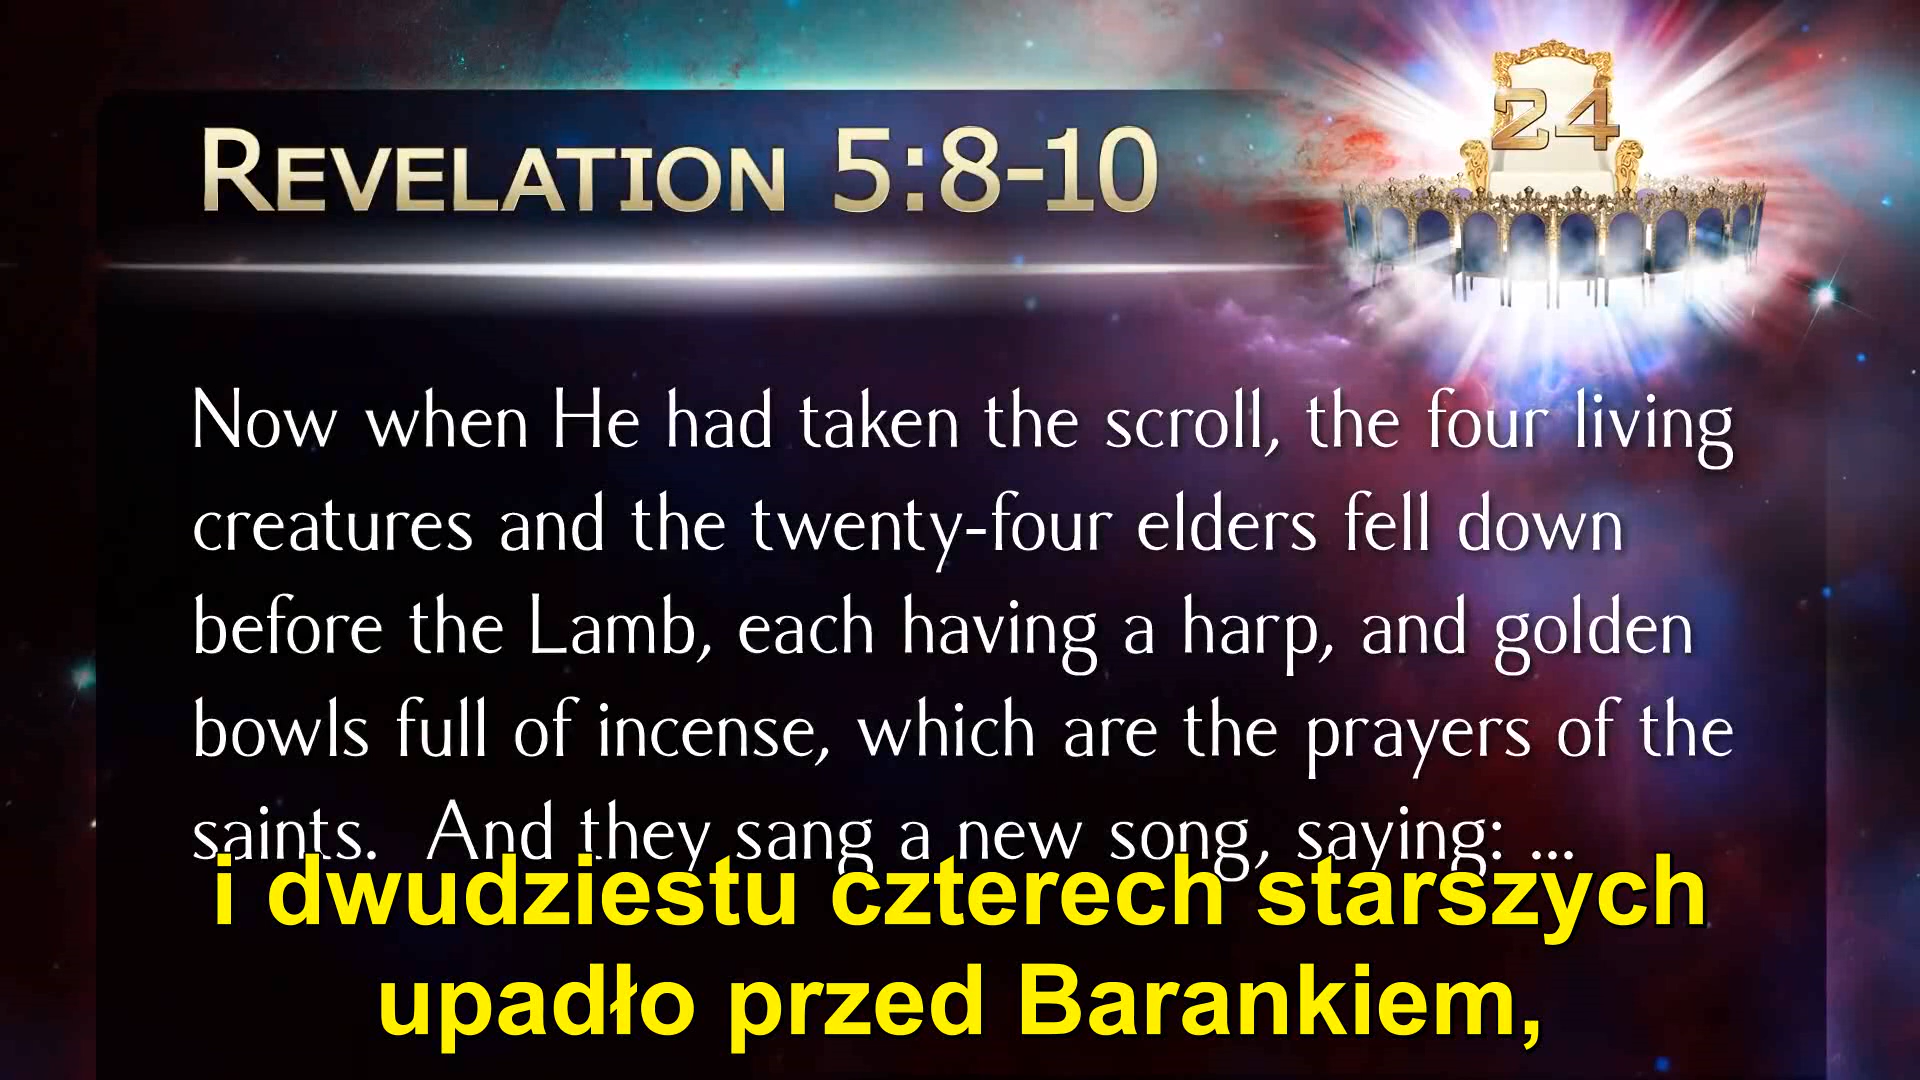 24
REVELATION 5:8-10
Now when He had taken the scroll, the four living
creatures and the twenty-four elders fell down
before the Lamb, each having a harp, and golden
bowls full of incense, which are the prayers of the
saints. And they sang a new song, saying: ...
i dwudziestu czterech starszych
upadło przed Barankiem,